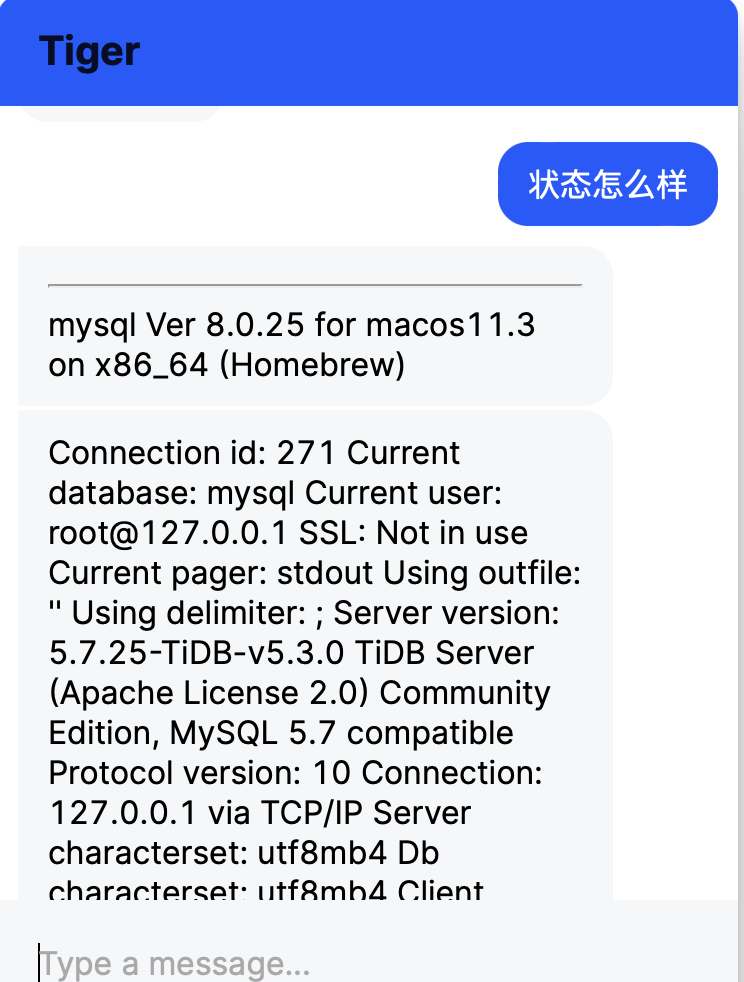 Tiger
状态怎么样
mysql Ver 8.0.25 for macos11.3
on x86_64 (Homebrew)
Connection id: 271 Current
database: mysql Current user:
root@127.0.0.1 SSL: Not in use
Current pager: stdout Using outfile:
'' Using delimiter: ; Server version:
5.7.25-TiDB-v5.3.0 TiDB Server
(Apache License 2.0) Community
Edition, MySQL 5.7 compatible
Protocol version: 10 Connection:
127.0.0.1 via TCP/IP Server
characterset: utf8mb4 Db
characterset: utf8mb4 Client
Type a message...